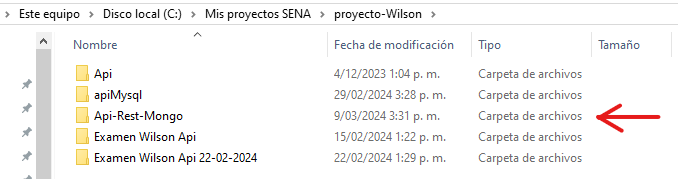 Este equipo > Disco local (C:) > Mis proyectos SENA > proyecto-Wilson >
Nombre Fecha de modificación Tipo Tamaño
Api 4/12/2023 1:04 p. m. Carpeta de archivos
apiMysql 29/02/2024 3:28 p. m. Carpeta de archivos
Api-Rest-Mongo 9/03/2024 3:31 p. m. Carpeta de archivos
Examen Wilson Api 15/02/2024 1:22 p. m. Carpeta de archivos
Examen Wilson Api 22-02-2024 22/02/2024 1:29 p. m. Carpeta de archivos